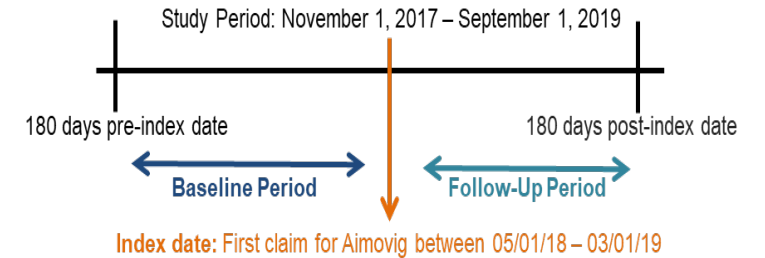 Study Period: November 1, 2017 – September 1, 2019
180 days pre-index date
180 days post-index date
Baseline Period
Follow-Up Period
Index date: First claim for Aimovig between 05/01/18 – 03/01/19